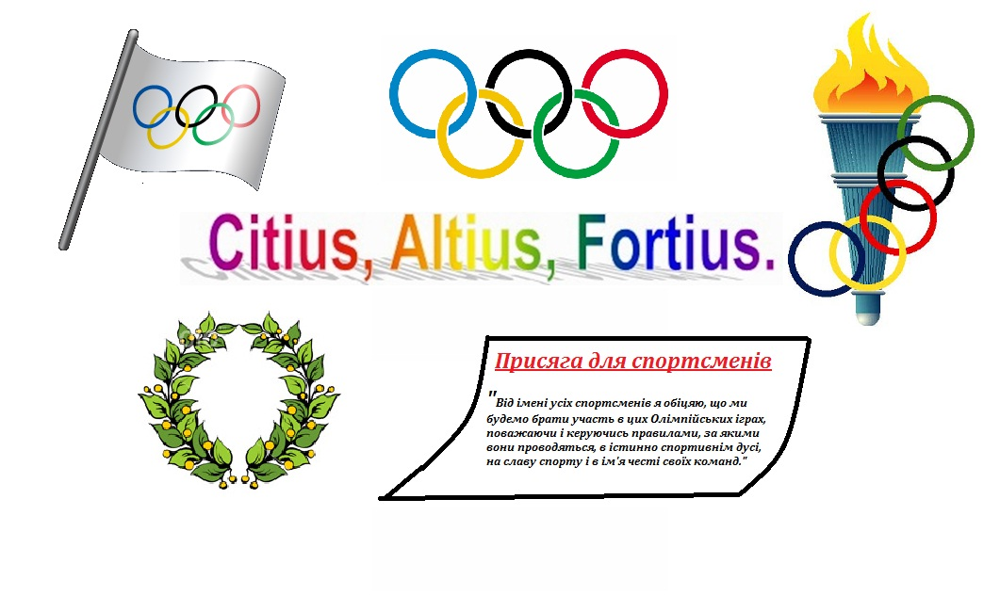 Citius, Altius, Fortius.
Присяга для спортсменів
"Від імені усіх спортсменів я обіцяю, що ми
будемо брати участь в цих Олімпійських іграх,
поважаючи і керуючись правилами, за якими
вони проводяться, в істинно спортивнім дусі,
на славу спорту і в ім'я честі своїх команд."